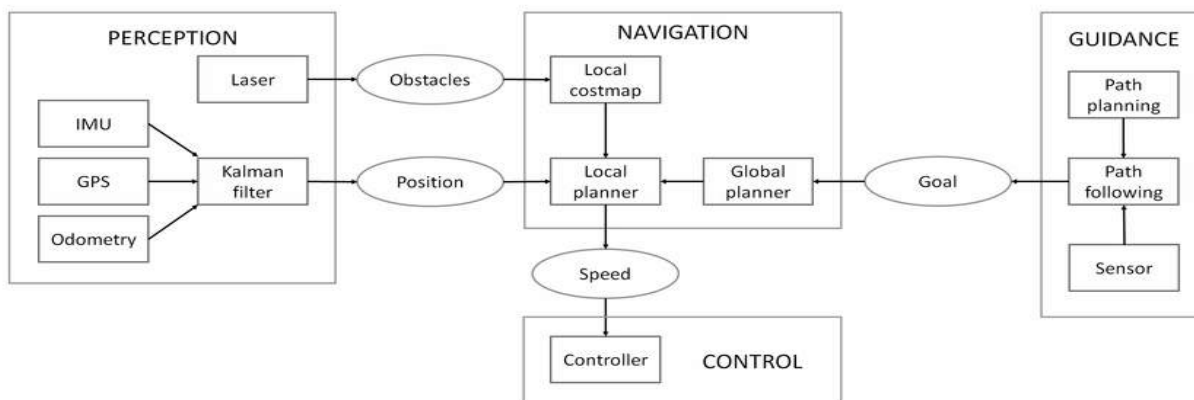 PERCEPTION
Laser
IMU
GPS
Odometry
Kalman
filter
Obstacles
Position
NAVIGATION
Local
costmap
Local
planner
Global
planner
Speed
Controller
CONTROL
Goal
GUIDANCE
Path
planning
Path
following
Sensor